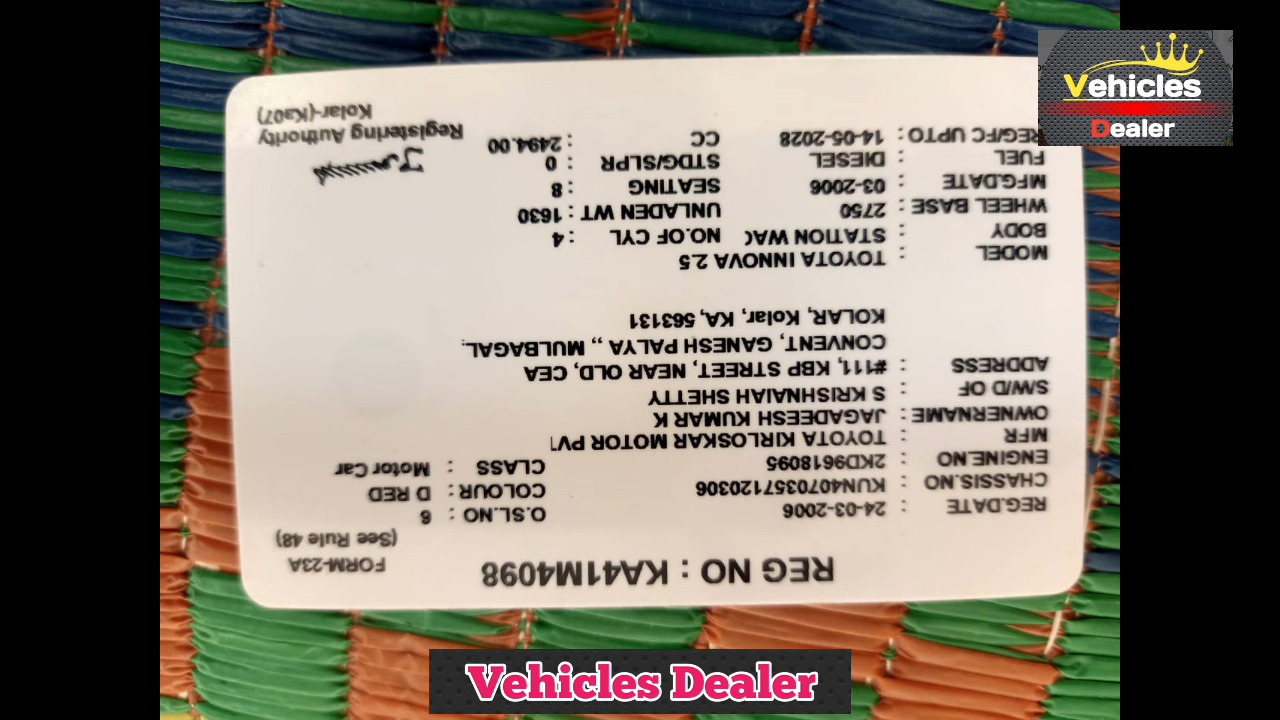 REG NO : KA41M4098
FORM-23A
(See Rule 48)
REG.DATE : 24-03-2006 O.SL.NO : 6
CHASSIS.NO : KUN4070357120306 COLOUR : D RED
ENGINE.NO : 2KD9618095 CLASS : Motor Car
MFR : TOYOTA KIRLOSKAR MOTOR PV
OWNERNAME : JAGADEESH KUMAR K
S/W/D OF : S KRISHNAIAH SHETTY
ADDRESS : #111, KBP STREET, NEAR OLD, CEA
CONVENT, GANESH PALYA ,, MULBAGAL.
KOLAR, Kolar, KA, 563131
MODEL : TOYOTA INNOVA 2.5
BODY : STATION WAG NO.OF CYL : 4
WHEEL BASE : 2750 UNLADEN WT : 1630
MFG.DATE : 03-2006 SEATING : 8
FUEL : DIESEL STDG/SLPR : 0
REG/FC UPTO : 14-05-2028 CC : 2494.00
Registering Authority
Kolar-(Ka07)
Vehicles
Dealer
Vehicles Dealer